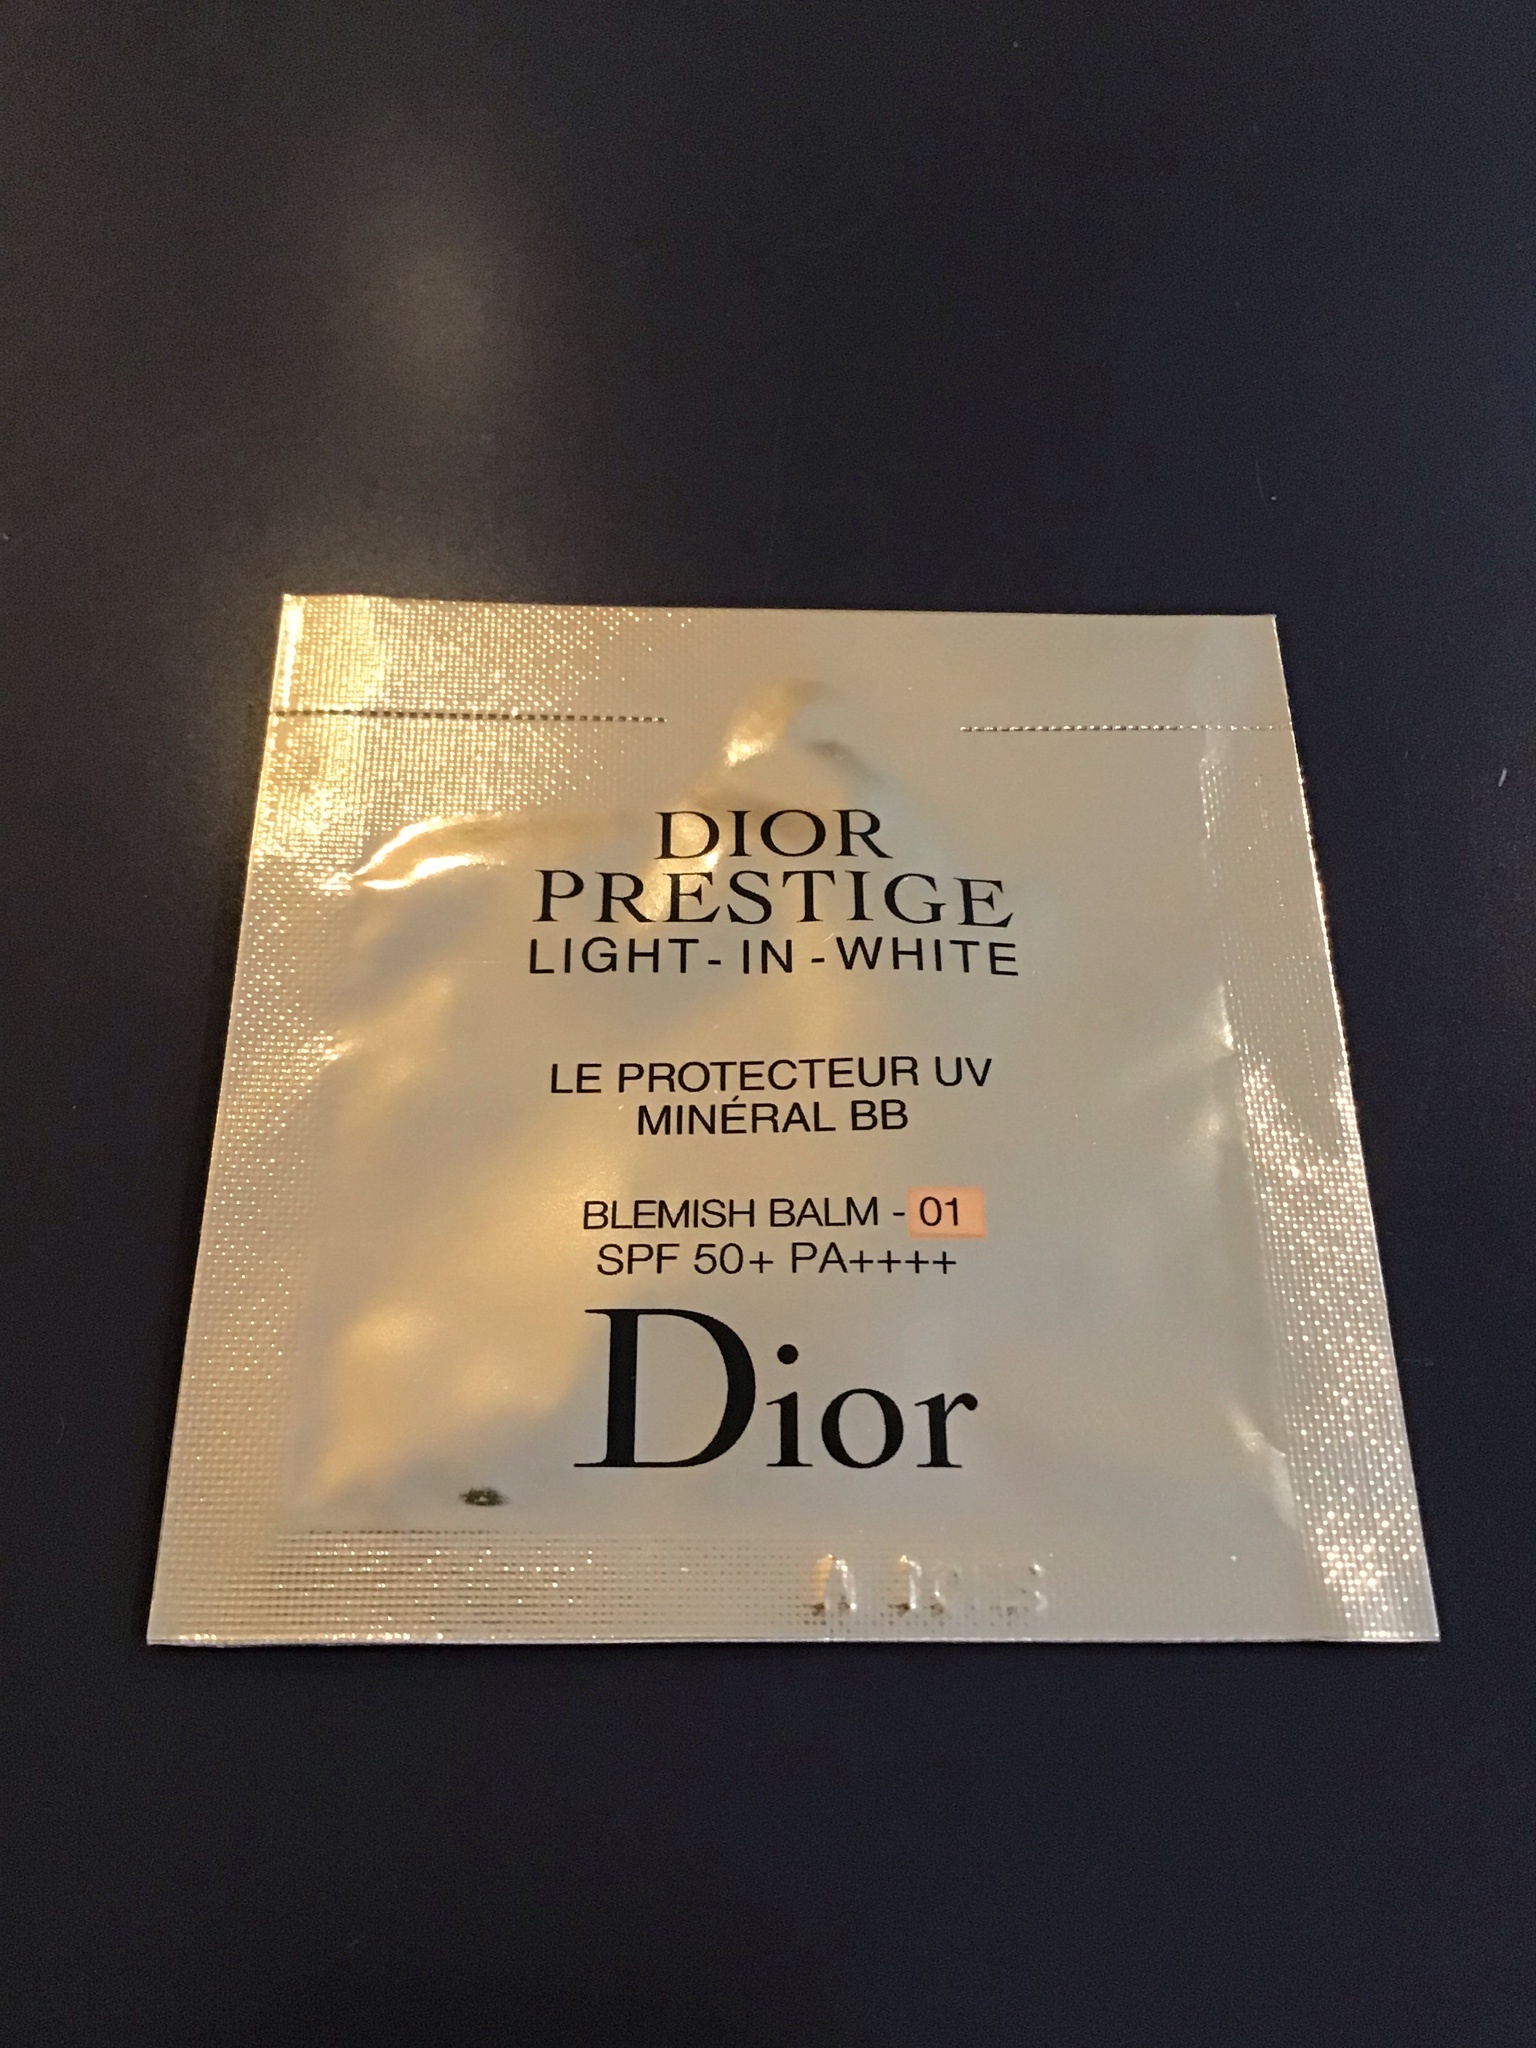 DIOR
PRESTIGE
LIGHT-IN-WHITE
LE PROTECTEUR UV
MINÉRAL BB
BLEMISH BALM - 01
SPF 50+ PA++++
Dior